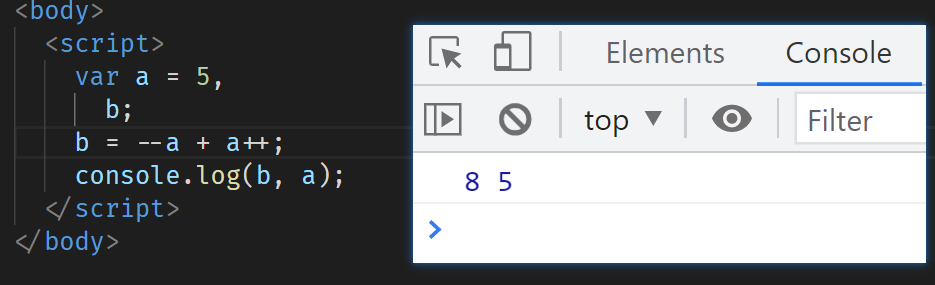 <body>
<script>
var a = 5,
b;
b = --a + a++;
console.log(b, a);
</script>
</body>
Elements Console
top ▼ Filter
8 5
>